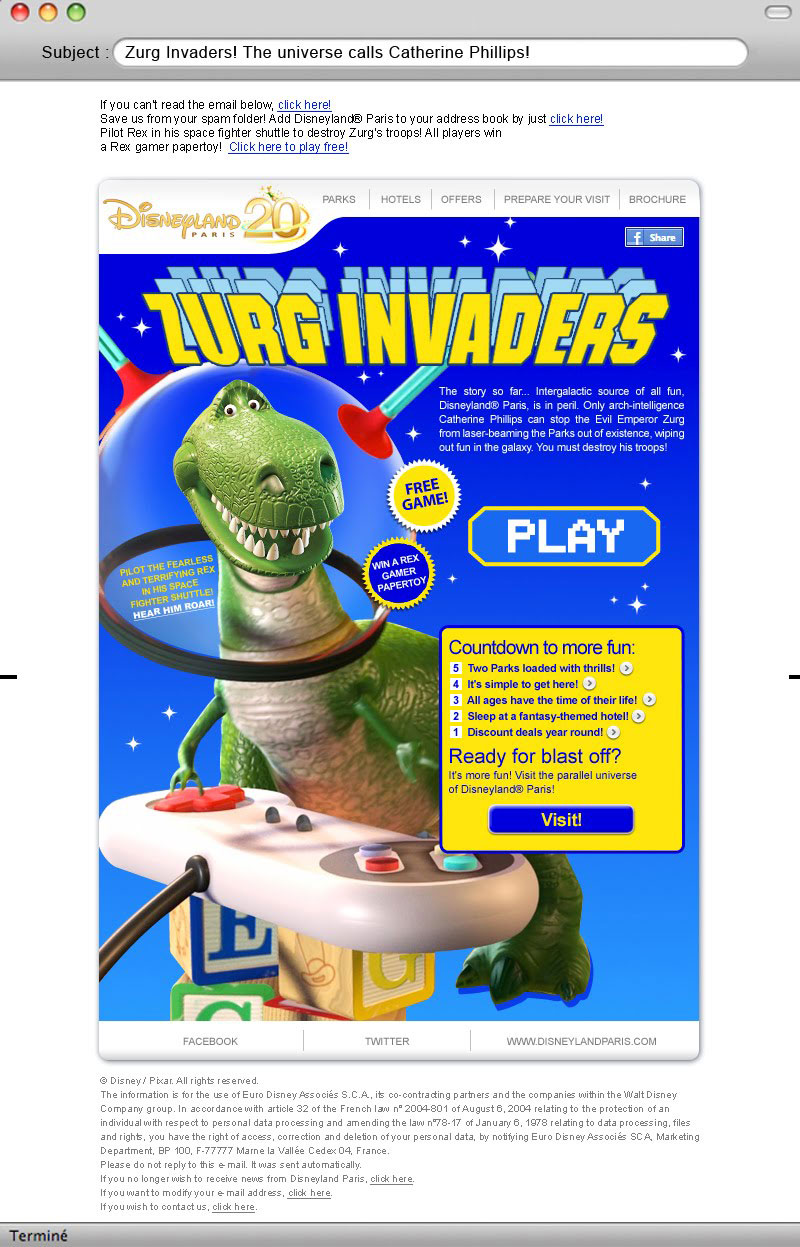 Subject : Zurg Invaders! The universe calls Catherine Phillips!
If you can't read the email below, click here!
Save us from your spam folder! Add Disneyland® Paris to your address book by just click here!
Pilot Rex in his space fighter shuttle to destroy Zurg's troops! All players win
a Rex gamer papertoy! Click here to play free!
DISNEYLAND PARIS 20
PARKS HOTELS OFFERS PREPARE YOUR VISIT BROCHURE
f Share
ZURG INVADERS
The story so far... Intergalactic source of all fun,
Disneyland® Paris, is in peril. Only arch-intelligence
Catherine Phillips can stop the Evil Emperor Zurg
from laser-beaming the Parks out of existence, wiping
out fun in the galaxy. You must destroy his troops!
FREE
GAME!
PLAY
WIN A REX
GAMER
PAPERTOY
PILOT THE FEARLESS
AND TERRIFYING REX
IN HIS SPACE
FIGHTER SHUTTLE!
HEAR HIM ROAR!
Countdown to more fun:
5 Two Parks loaded with thrills!
4 It's simple to get here!
3 All ages have the time of their life!
2 Sleep at a fantasy-themed hotel!
1 Discount deals year round!
Ready for blast off?
It's more fun! Visit the parallel universe
of Disneyland® Paris!
Visit!
E
G
FACEBOOK TWITTER WWW.DISNEYLANDPARIS.COM
© Disney / Pixar. All rights reserved.
The information is for the use of Euro Disney Associés S.C.A., its co-contracting partners and the companies within the Walt Disney
Company group. In accordance with article 32 of the French law n° 2004-801 of August 6, 2004 relating to the protection of an
individual with respect to personal data processing and amending the law n°78-17 of January 6, 1978 relating to data processing, files
and rights, you have the right of access, correction and deletion of your personal data, by notifying Euro Disney Associés SCA, Marketing
Department, BP 100, F-77777 Marne la Vallée Cedex 04, France.
Please do not reply to this e-mail. It was sent automatically.
If you no longer wish to receive news from Disneyland Paris, click here.
If you want to modify your e-mail address, click here.
If you wish to contact us, click here.
Terminé